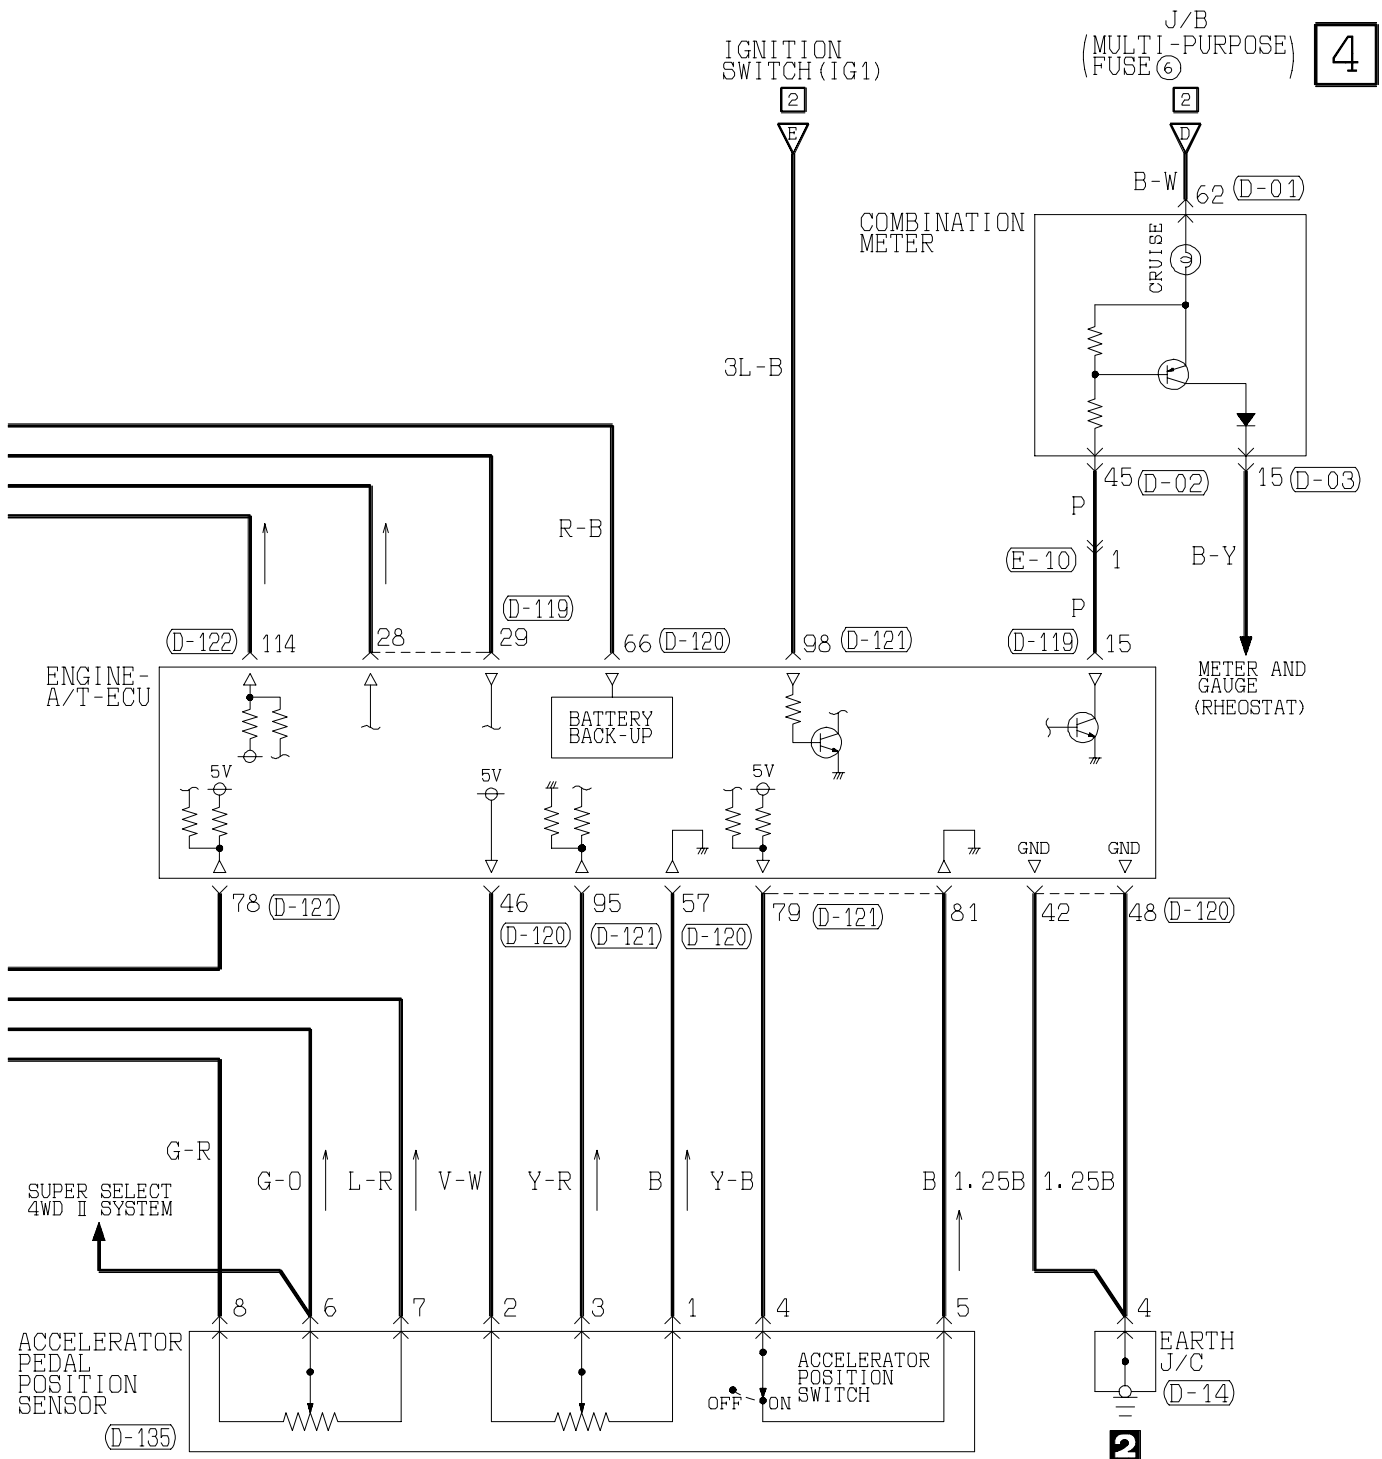 J/B
(MULTI-PURPOSE)
FUSE⑥
4
IGNITION
SWITCH(IG1)
2
E
2
D
B-W
62
D-01
COMBINATION
METER
CRUISE
3L-B
45
D-02
15
D-03
P
R-B
E-10
1
B-Y
P
D-122
114
28
D-119
29
66
D-120
98
D-121
D-119
15
METER AND
GAUGE
(RHEOSTAT)
ENGINE-
A/T-ECU
BATTERY
BACK-UP
5V
5V
5V
GND
GND
78
D-121
46
D-120
95
D-121
57
D-120
79
D-121
81
42
48
D-120
G-R
G-O
L-R
V-W
Y-R
B
Y-B
B
1.25B
1.25B
SUPER SELECT
4WD Ⅱ SYSTEM
8
6
7
2
3
1
4
5
4
ACCELERATOR
PEDAL
POSITION
SENSOR
D-135
ACCELERATOR
POSITION
SWITCH
OFF
ON
EARTH
J/C
D-14
2